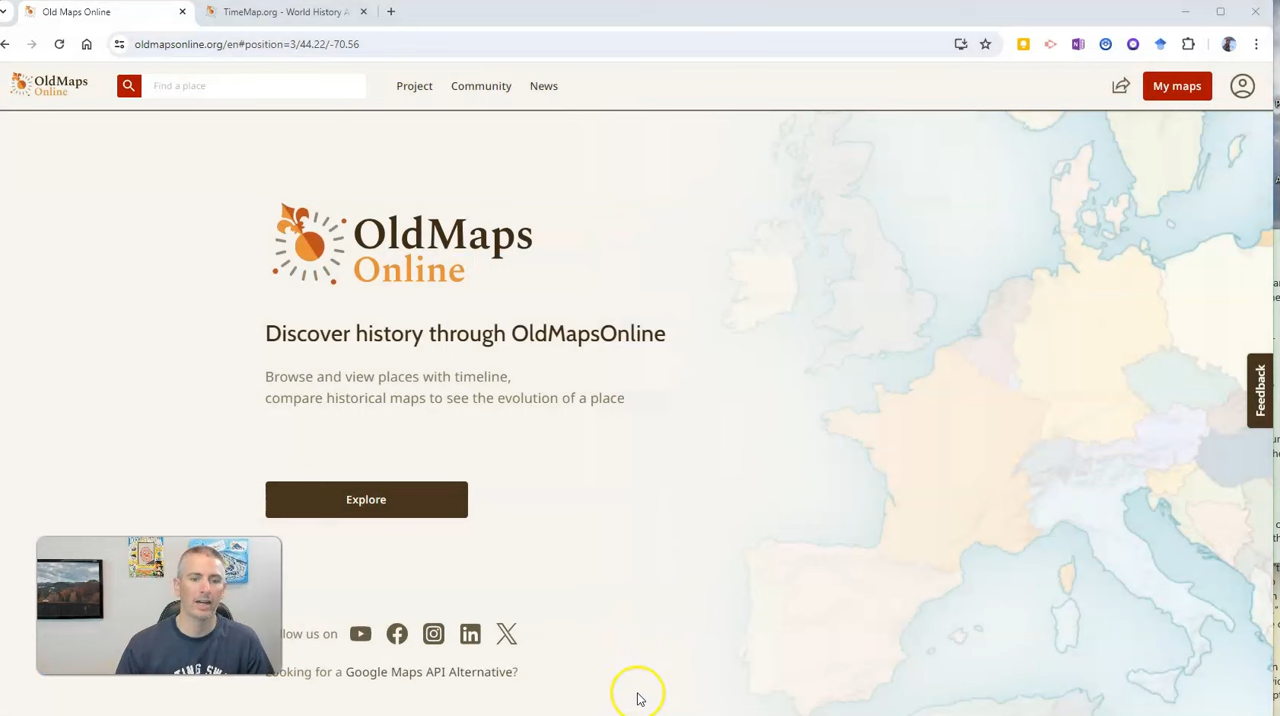 Old Maps Online
TimeMap.org - World History A
oldmapsonline.org/en#position=3/44.22/-70.56
OldMaps
Online
Find a place
Project
Community
News
My maps
OldMaps
Online
Discover history through OldMapsOnline
Browse and view places with timeline,
compare historical maps to see the evolution of a place
Explore
Feedback
llow us on
ooking for a Google Maps API Alternative?